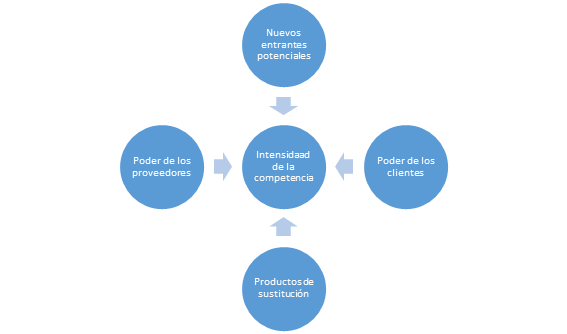 Nuevos
entrantes
potenciales
Poder de los
proveedores
Intensidaad
de la
competencia
Poder de los
clientes
Productos de
sustitución